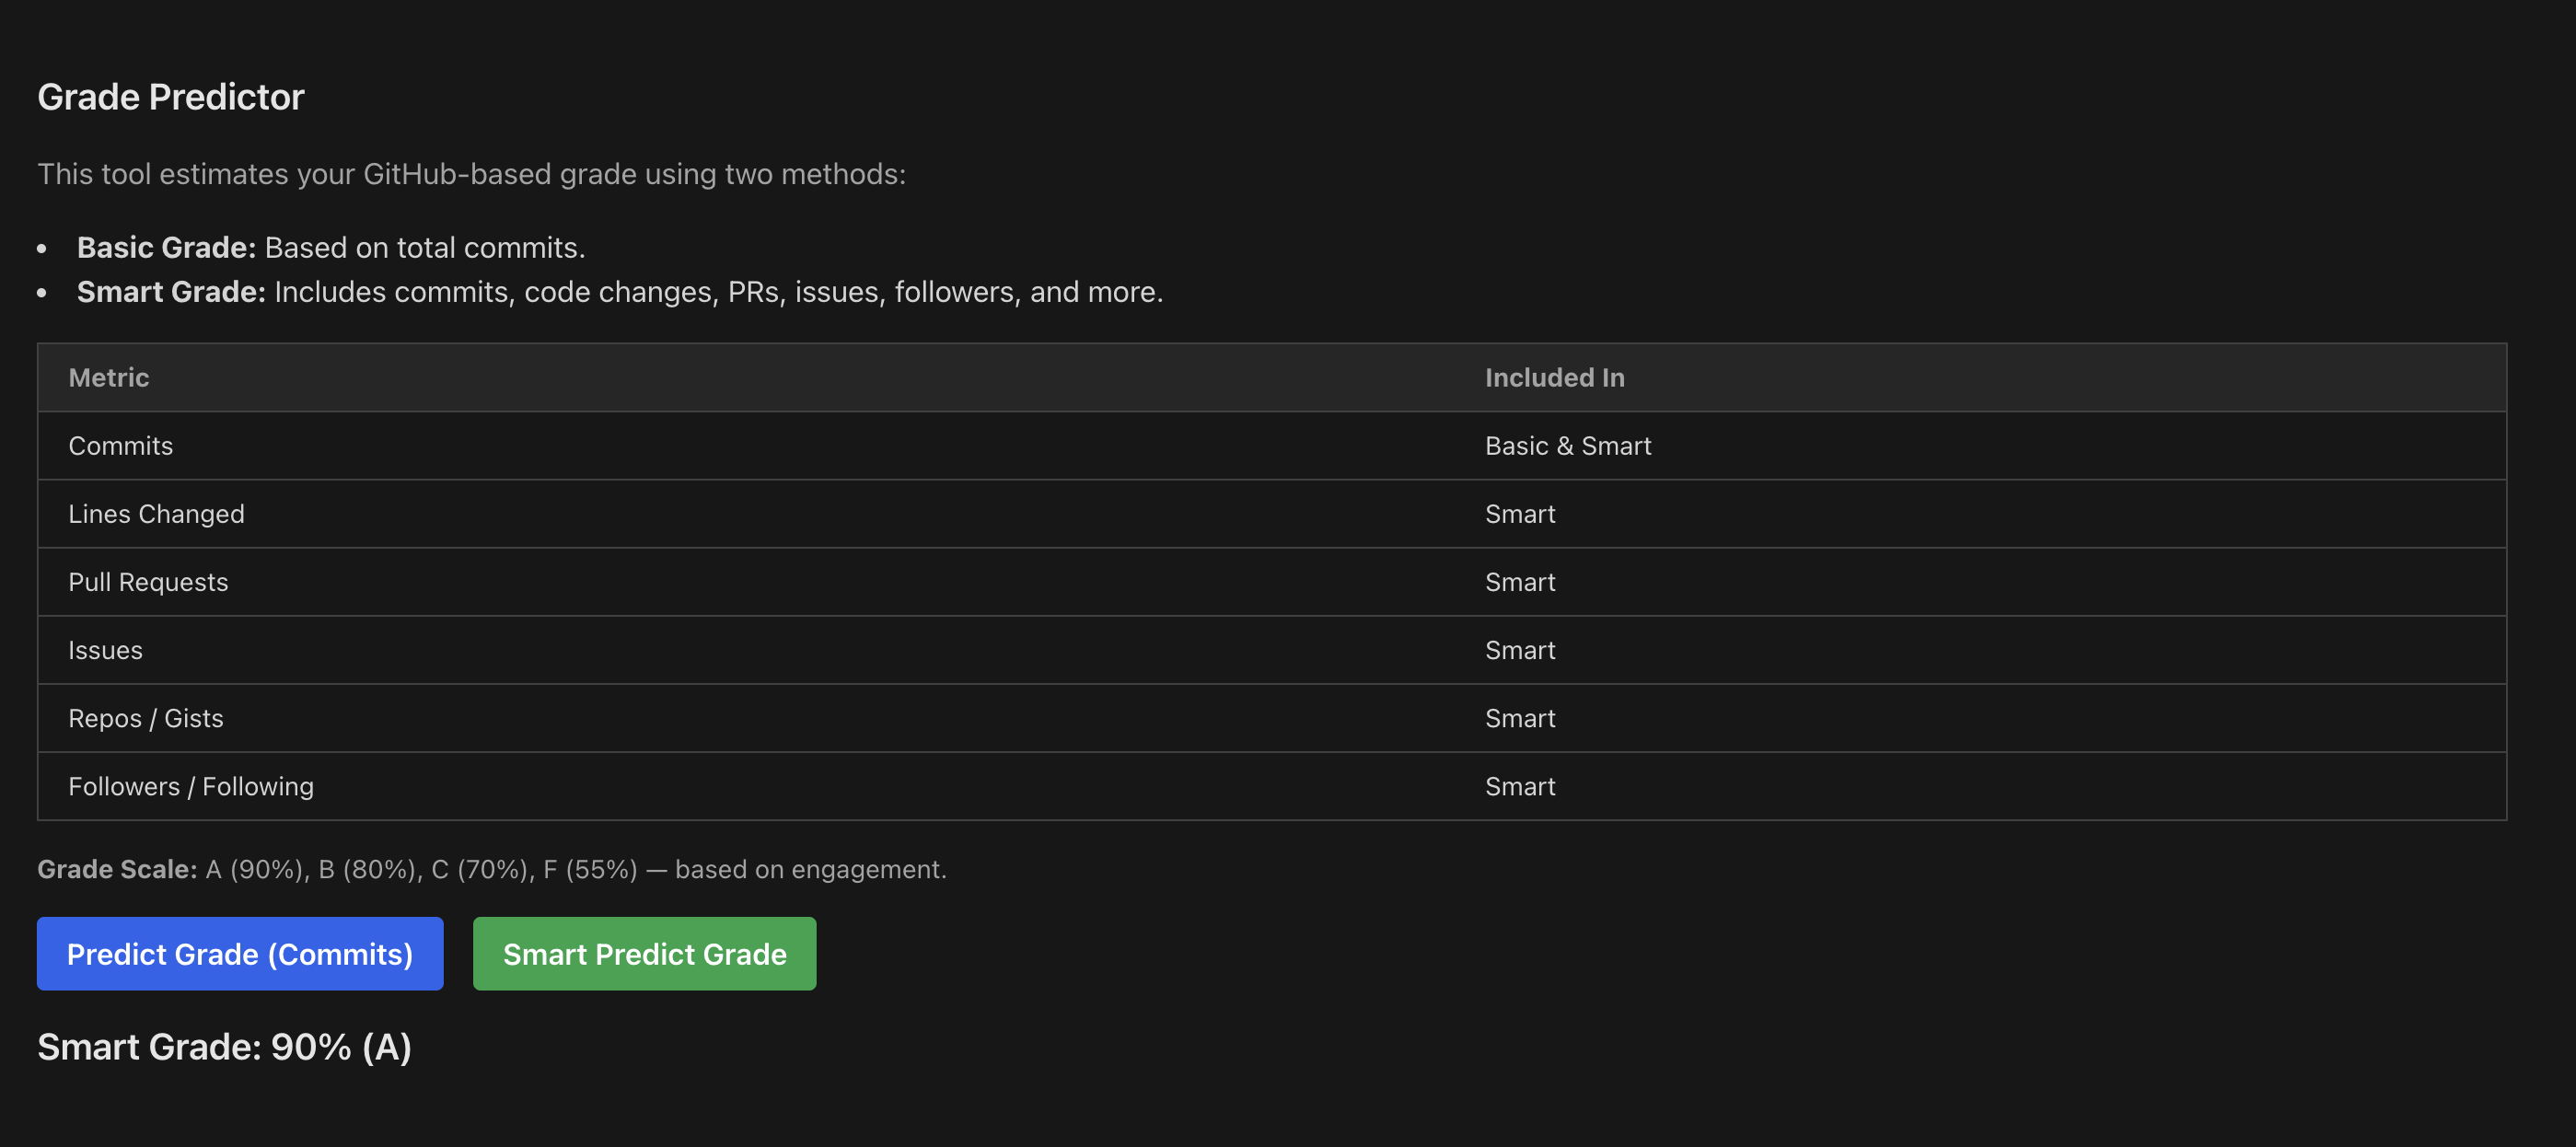 Grade Predictor
This tool estimates your GitHub-based grade using two methods:
• Basic Grade: Based on total commits.
• Smart Grade: Includes commits, code changes, PRs, issues, followers, and more.
Metric Included In
Commits Basic & Smart
Lines Changed Smart
Pull Requests Smart
Issues Smart
Repos / Gists Smart
Followers / Following Smart
Grade Scale: A (90%), B (80%), C (70%), F (55%) — based on engagement.
Predict Grade (Commits) Smart Predict Grade
Smart Grade: 90% (A)